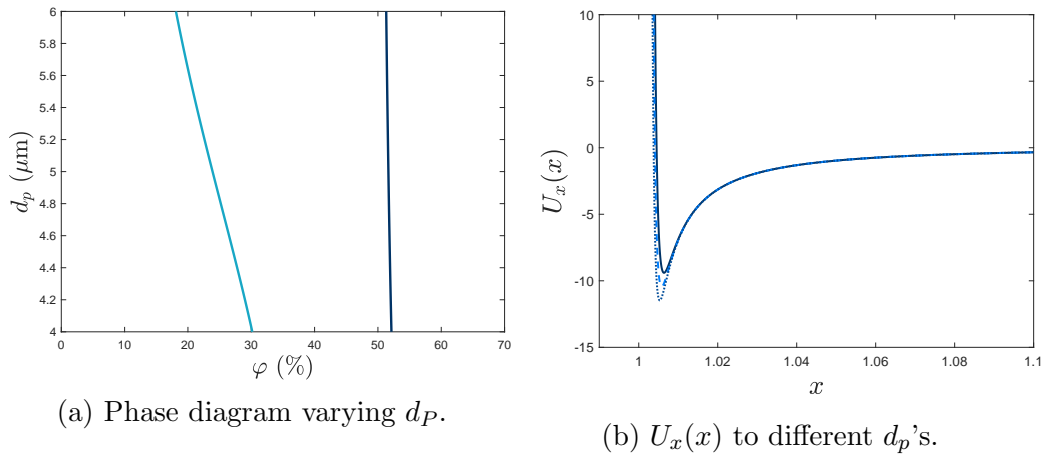 6
5.8
5.6
5.4
5.2
5
4.8
4.6
4.4
4.2
4
d_p (μm)
0 10 20 30 40 50 60 70
φ (%)
(a) Phase diagram varying d_P.
10
5
0
-5
-10
-15
U_x(x)
1 1.02 1.04 1.06 1.08 1.1
x
(b) U_x(x) to different d_p's.